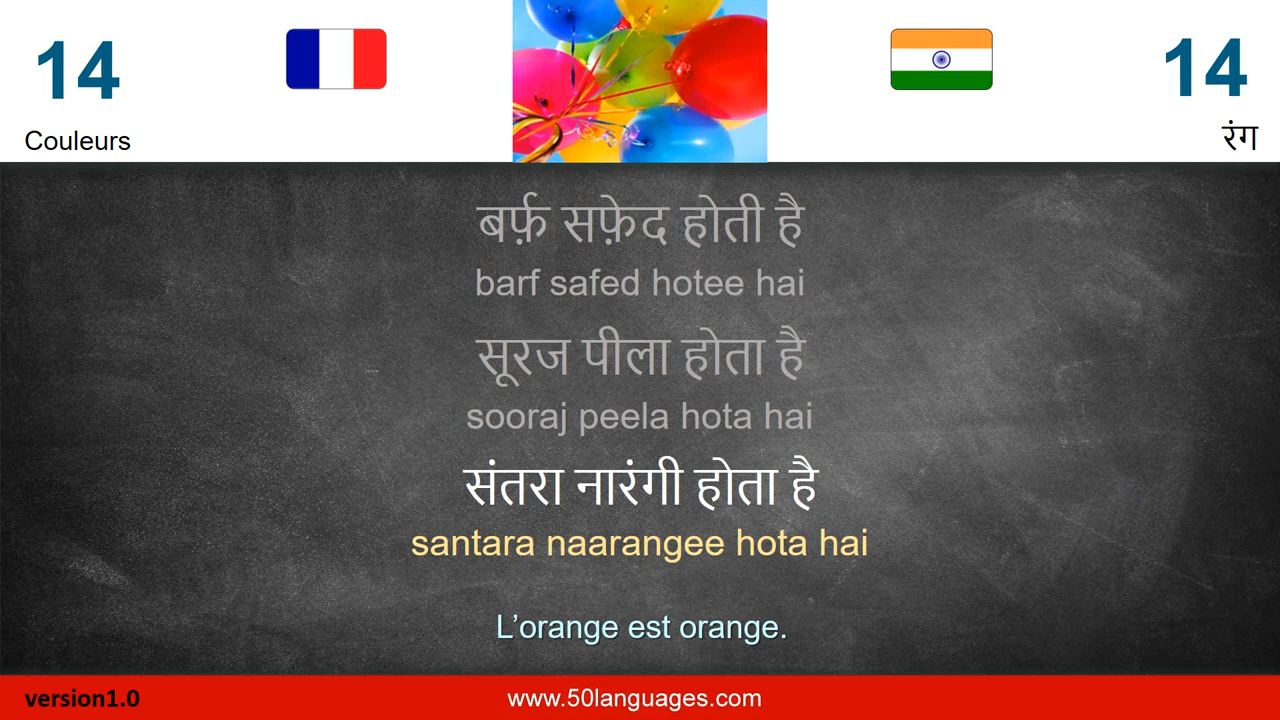 14
14
Couleurs
रंग
बर्फ़ सफ़ेद होती है
barf safed hotee hai
सूरज पीला होता है
sooraj peela hota hai
संतरा नारंगी होता है
santara naarangee hota hai
L’orange est orange.
version1.0
www.50languages.com